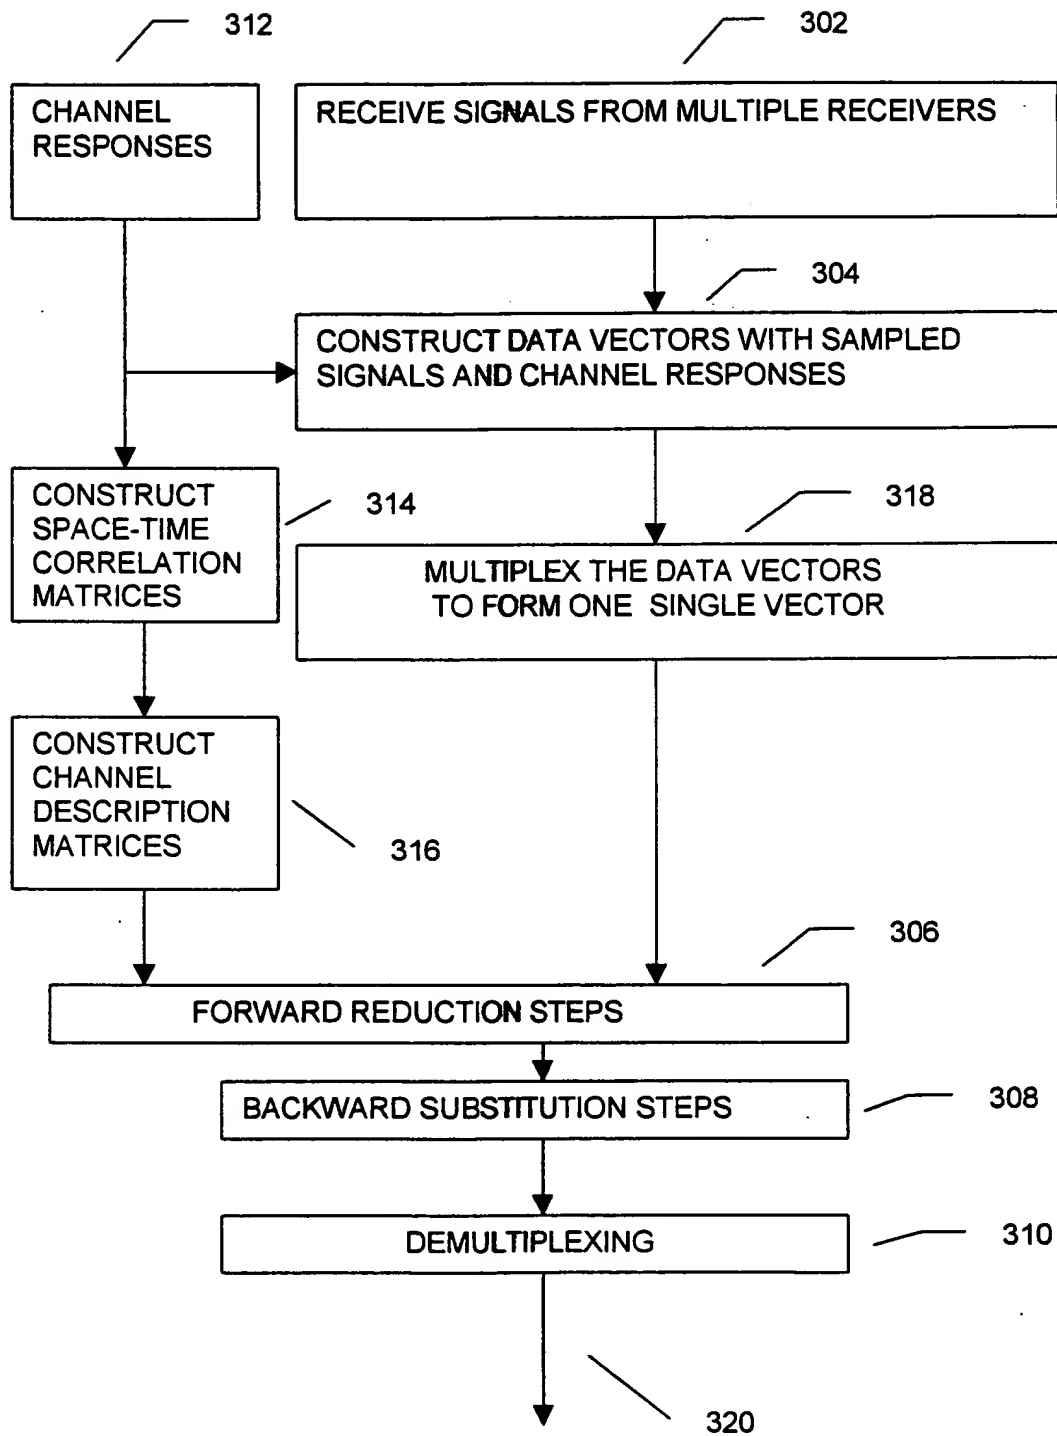 312
302
CHANNEL
RESPONSES
RECEIVE SIGNALS FROM MULTIPLE RECEIVERS
304
CONSTRUCT DATA VECTORS WITH SAMPLED
SIGNALS AND CHANNEL RESPONSES
CONSTRUCT
SPACE-TIME
CORRELATION
MATRICES
314
318
MULTIPLEX THE DATA VECTORS
TO FORM ONE SINGLE VECTOR
CONSTRUCT
CHANNEL
DESCRIPTION
MATRICES
316
306
FORWARD REDUCTION STEPS
BACKWARD SUBSTITUTION STEPS
308
DEMULTIPLEXING
310
320